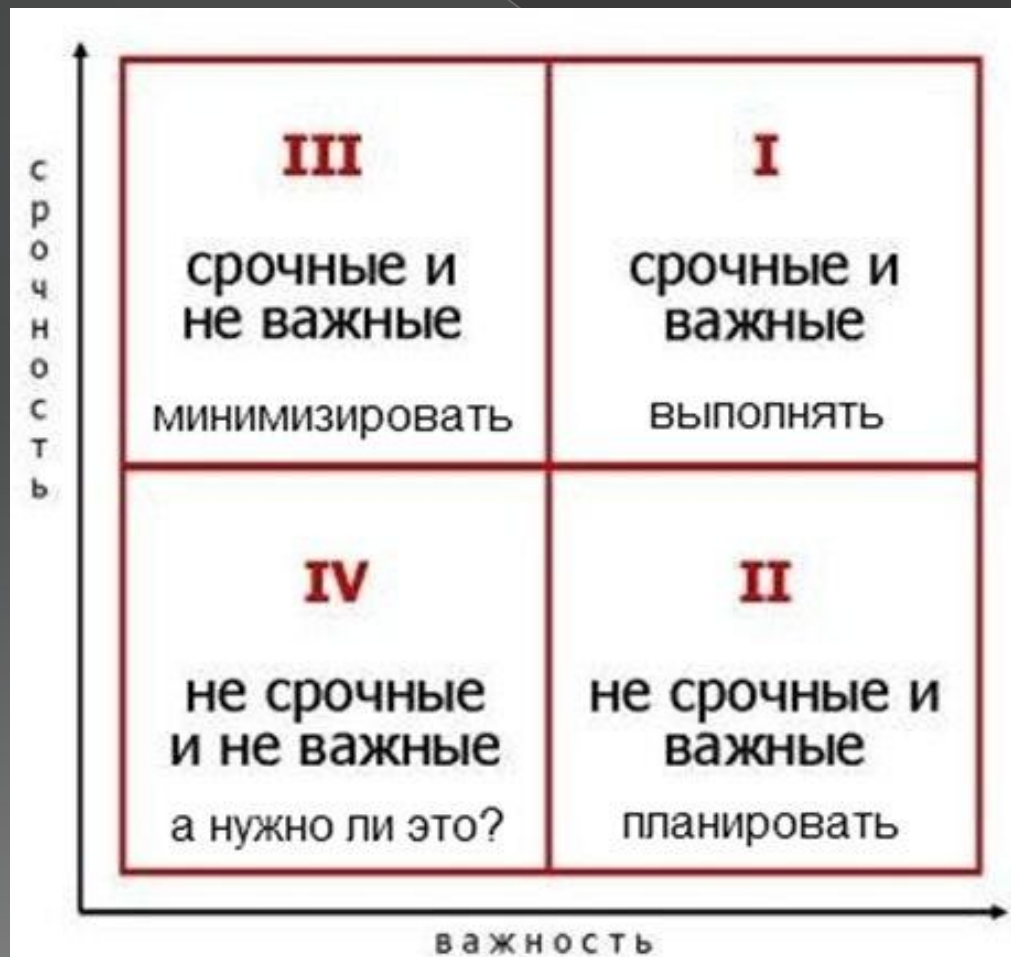 срочность
III
срочные и
не важные
минимизировать
I
срочные и
важные
выполнять
IV
не срочные
и не важные
а нужно ли это?
II
не срочные и
важные
планировать
важность